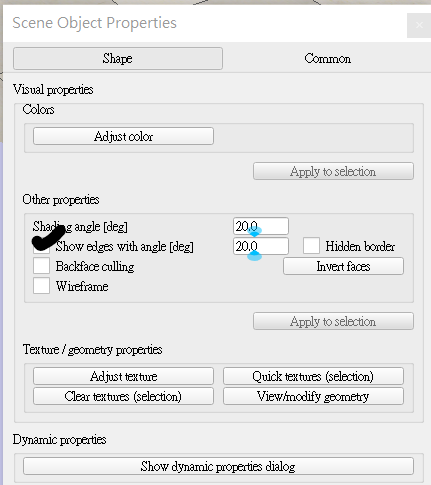 Scene Object Properties
Shape Common
Visual properties
Colors
Adjust color
Apply to selection
Other properties
Shading angle [deg] 20.0
Show edges with angle [deg] 20.0 Hidden border
Backface culling Invert faces
Wireframe
Apply to selection
Texture / geometry properties
Adjust texture Quick textures (selection)
Clear textures (selection) View/modify geometry
Dynamic properties
Show dynamic properties dialog